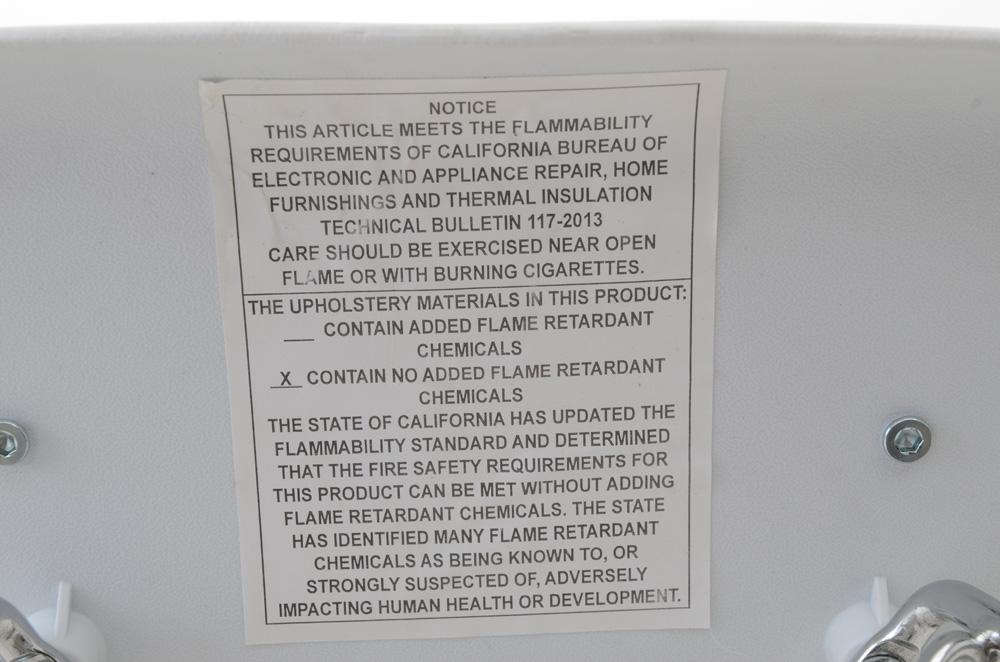 NOTICE
THIS ARTICLE MEETS THE FLAMMABILITY
REQUIREMENTS OF CALIFORNIA BUREAU OF
ELECTRONIC AND APPLIANCE REPAIR, HOME
FURNISHINGS AND THERMAL INSULATION
TECHNICAL BULLETIN 117-2013
CARE SHOULD BE EXERCISED NEAR OPEN
FLAME OR WITH BURNING CIGARETTES.
THE UPHOLSTERY MATERIALS IN THIS PRODUCT:
___ CONTAIN ADDED FLAME RETARDANT
CHEMICALS
_X_ CONTAIN NO ADDED FLAME RETARDANT
CHEMICALS
THE STATE OF CALIFORNIA HAS UPDATED THE
FLAMMABILITY STANDARD AND DETERMINED
THAT THE FIRE SAFETY REQUIREMENTS FOR
THIS PRODUCT CAN BE MET WITHOUT ADDING
FLAME RETARDANT CHEMICALS. THE STATE
HAS IDENTIFIED MANY FLAME RETARDANT
CHEMICALS AS BEING KNOWN TO, OR
STRONGLY SUSPECTED OF, ADVERSELY
IMPACTING HUMAN HEALTH OR DEVELOPMENT.